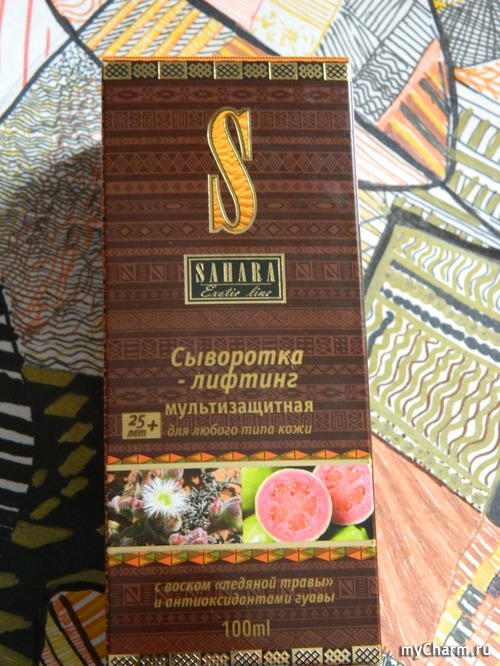 S
SAHARA
Exotic line
Сыворотка
- лифтинг
мультизащитная
25+
лет
для любого типа кожи
с воском «ледяной травы»
и антиоксидантами гуавы
100ml
myCharm.ru